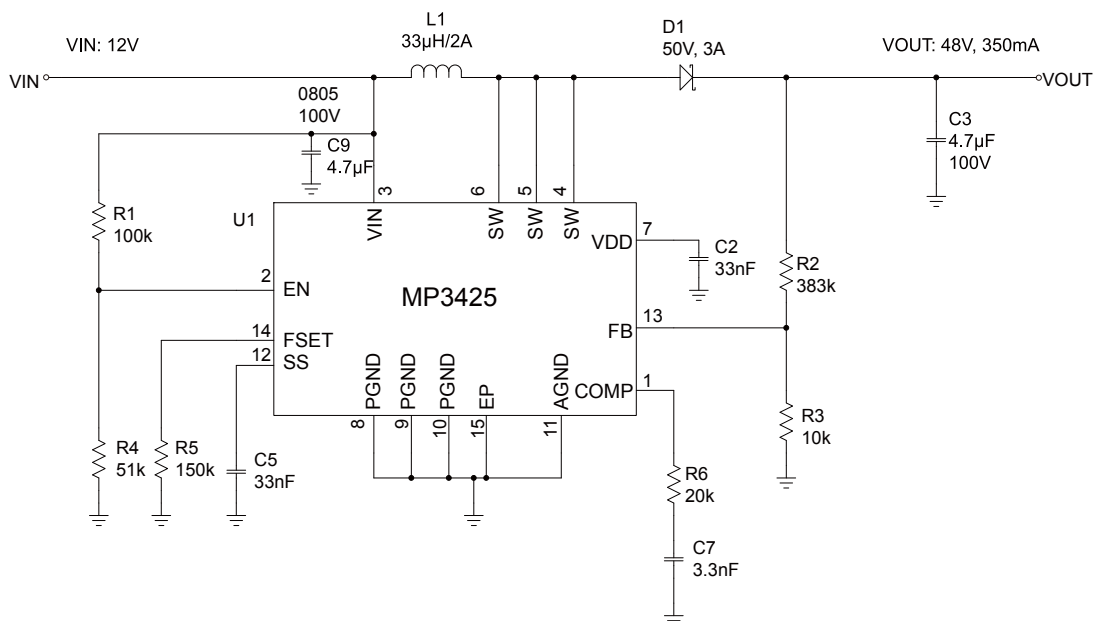 L1
33µH/2A
D1
50V, 3A
VIN: 12V
VOUT: 48V, 350mA
VIN
VOUT
0805
100V
C9
4.7µF
C3
4.7µF
100V
3
6
5
4
R1
100k
U1
VIN
SW
SW
SW
VDD
7
C2
33nF
R2
383k
2
EN
MP3425
13
FB
14
FSET
12
SS
PGND
PGND
PGND
EP
AGND
COMP
1
8
9
10
15
11
R3
10k
R4
51k
R5
150k
C5
33nF
R6
20k
C7
3.3nF